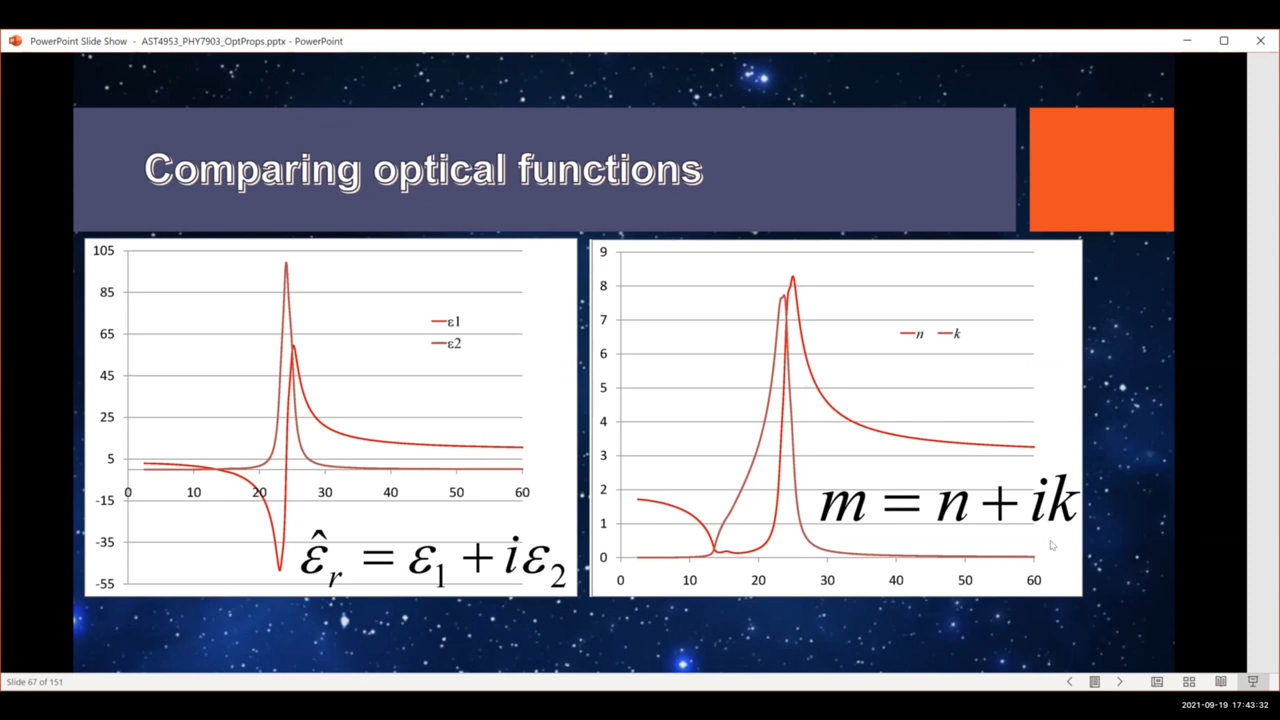 PowerPoint Slide Show - AST4953_PHY7903_OptProps.pptx - PowerPoint
Comparing optical functions
105
85
65
45
25
5
-15
-35
-55
0 10 20 30 40 50 60
ε1
ε2
ε̂r = ε1 + iε2
9
8
7
6
5
4
3
2
1
0
0 10 20 30 40 50 60
n k
m = n + ik
Slide 67 of 151
2021-09-19 17:43:32